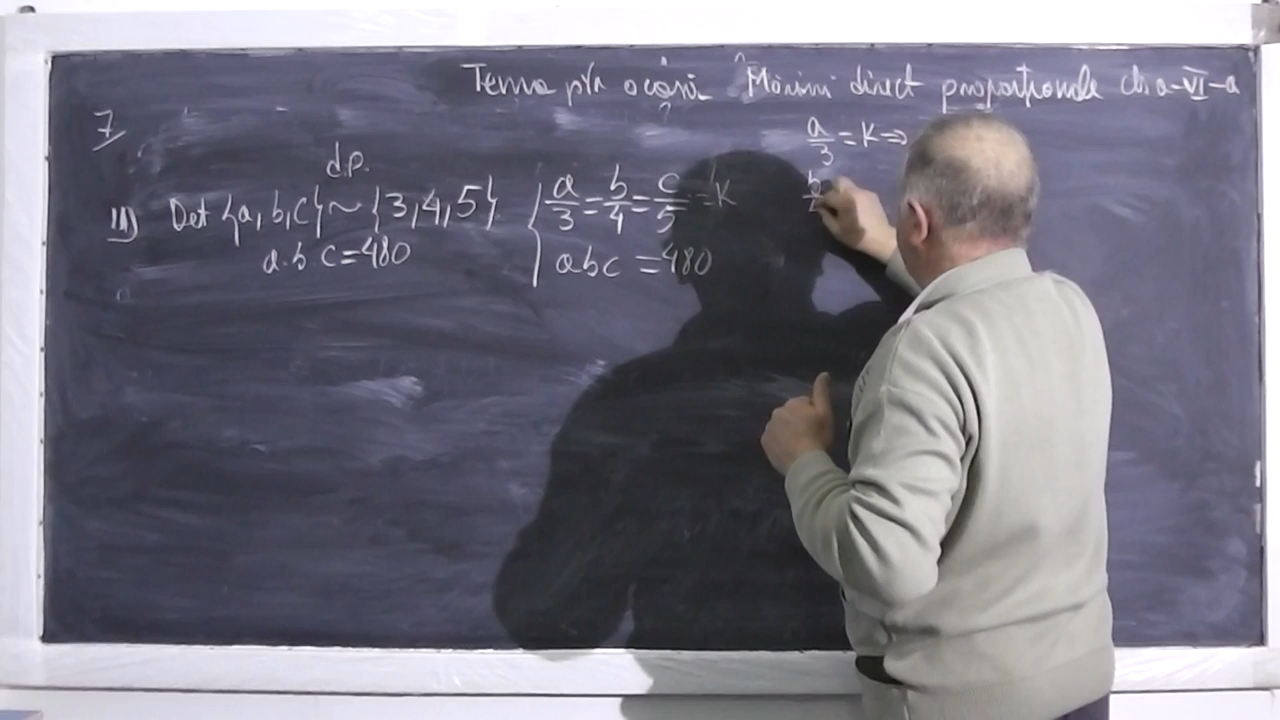 Tema pt. acasă Mărimi direct proporționale cls a-VI-a
7
d.p.
11) Det {a, b, c} ~ {3, 4, 5}
a·b·c = 480
a/3 = b/4 = c/5 = K
abc = 480
a/3 = K ⇒
b